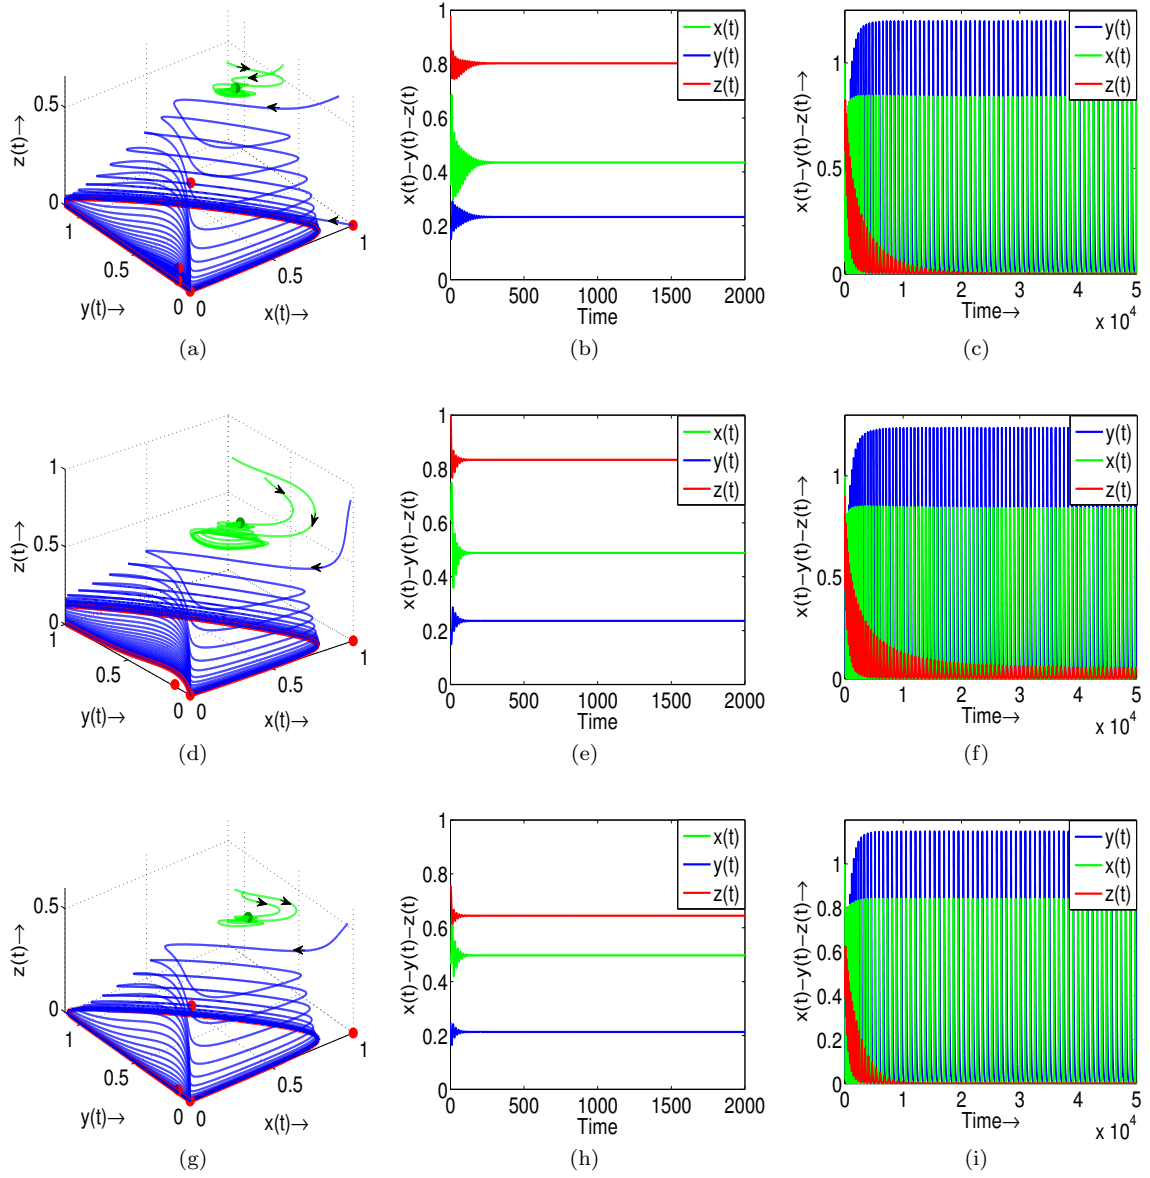 z(t)→
0.5
0
1
0.5
0
y(t)→
0
0.5
1
x(t)→
(a)
x(t)−y(t)−z(t)
1
0.8
0.6
0.4
0.2
0
0
500
1000
1500
2000
Time
x(t)
y(t)
z(t)
(b)
x(t)−y(t)−z(t)→
1
0.5
0
0
1
2
3
4
5
Time→
x 10^4
y(t)
x(t)
z(t)
(c)
z(t)→
1
0.5
0
1
0.5
0
y(t)→
0
0.5
1
x(t)→
(d)
x(t)−y(t)−z(t)
1
0.8
0.6
0.4
0.2
0
0
500
1000
1500
2000
Time
x(t)
y(t)
z(t)
(e)
x(t)−y(t)−z(t)→
1
0.5
0
0
1
2
3
4
5
Time→
x 10^4
y(t)
x(t)
z(t)
(f)
z(t)→
0.5
0
1
0.5
0
y(t)→
0
0.5
1
x(t)→
(g)
x(t)−y(t)−z(t)
1
0.8
0.6
0.4
0.2
0
0
500
1000
1500
2000
Time
x(t)
y(t)
z(t)
(h)
x(t)−y(t)−z(t)→
1.2
1
0.8
0.6
0.4
0.2
0
0
1
2
3
4
5
Time→
x 10^4
y(t)
x(t)
z(t)
(i)